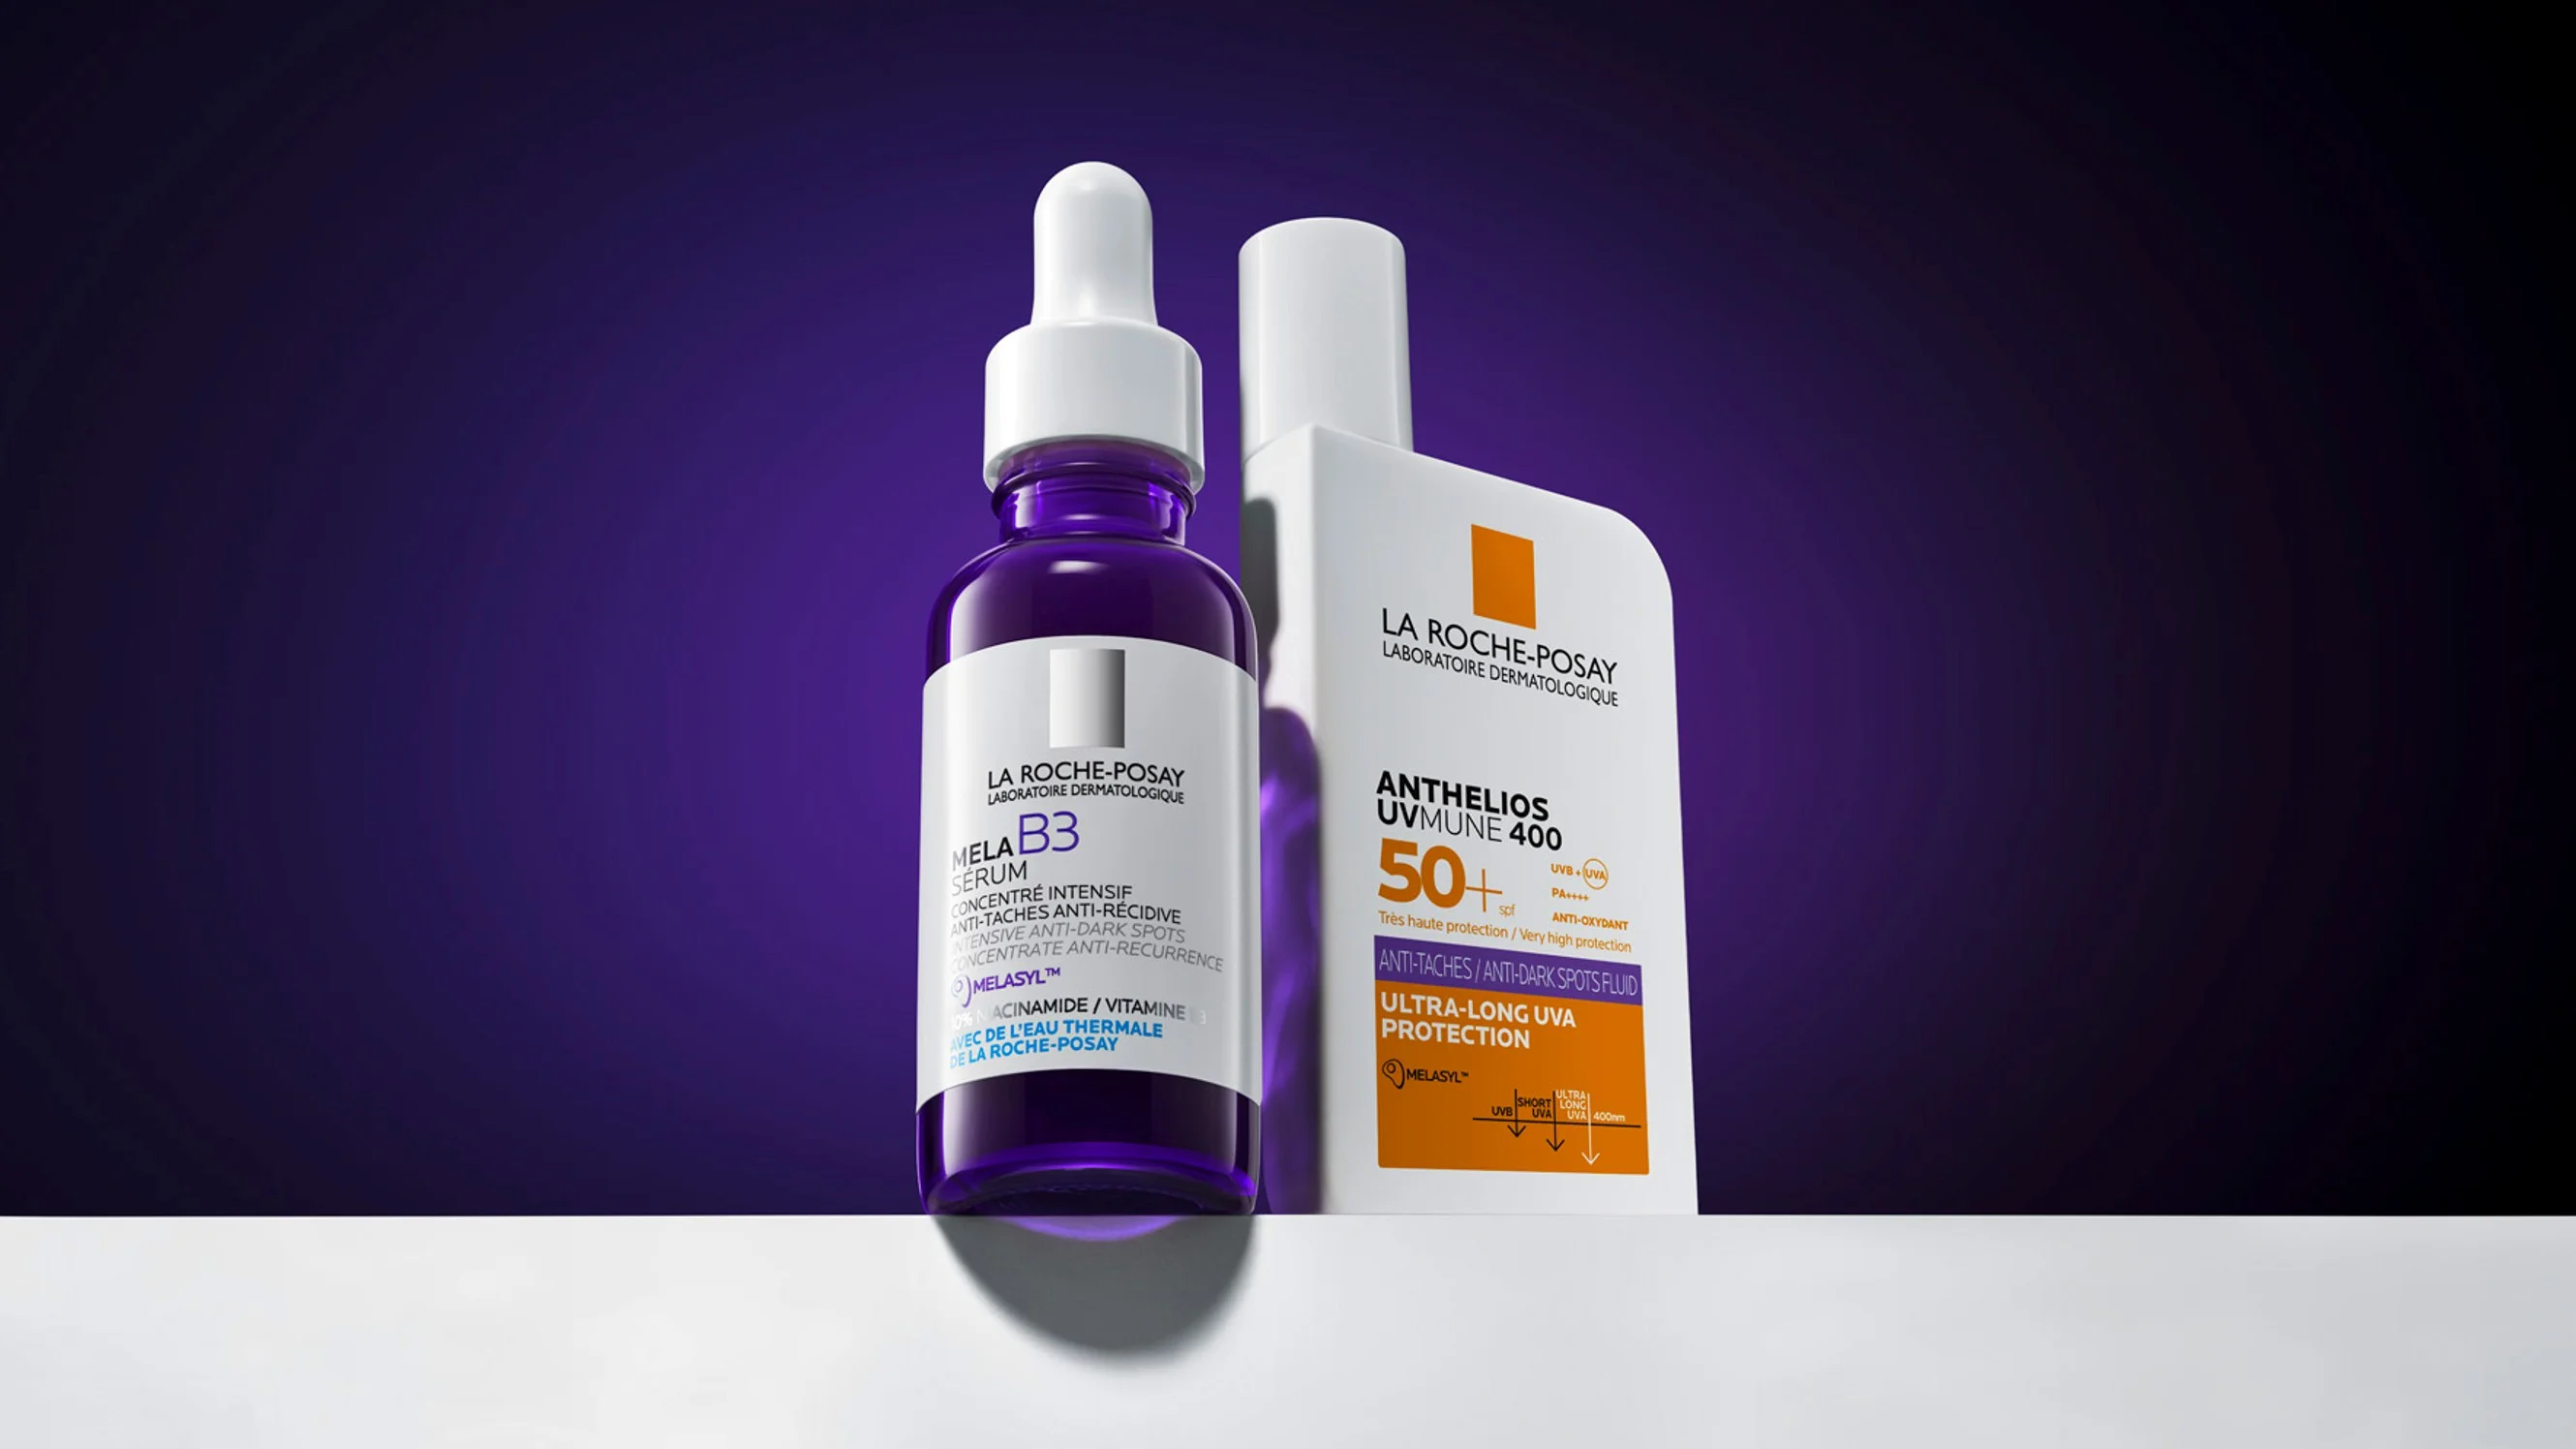 LA ROCHE-POSAY
LABORATOIRE DERMATOLOGIQUE
MELA B3
SÉRUM
CONCENTRÉ INTENSIF
ANTI-TACHES ANTI-RÉCIDIVE
INTENSIVE ANTI-DARK SPOTS
CONCENTRATE ANTI-RECURRENCE
MELASYL™
10% NIACINAMIDE / VITAMINE B3
AVEC DE L'EAU THERMALE
DE LA ROCHE-POSAY
LA ROCHE-POSAY
LABORATOIRE DERMATOLOGIQUE
ANTHELIOS
UVMUNE 400
50+ spf
UVB + UVA
PA++++
ANTI-OXYDANT
Très haute protection / Very high protection
ANTI-TACHES / ANTI-DARK SPOTS FLUID
ULTRA-LONG UVA
PROTECTION
MELASYL™
UVB
SHORT
UVA
ULTRA
LONG
UVA
400nm